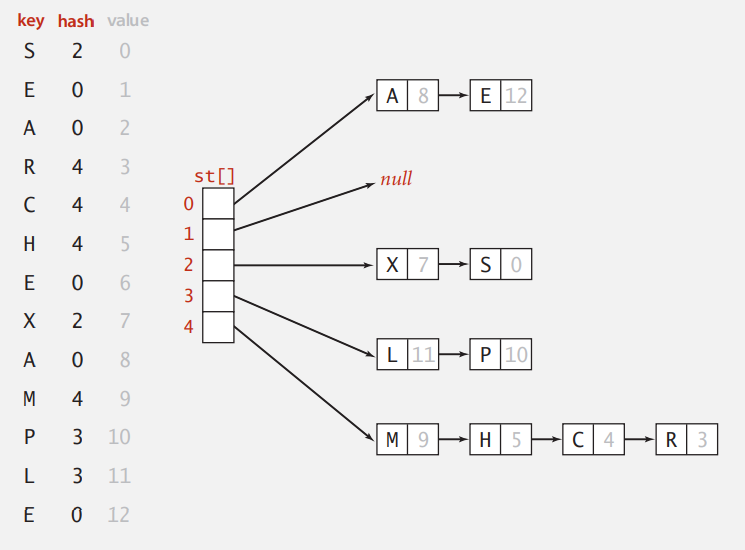 key hash value
S 2 0
E 0 1
A 0 2
R 4 3
C 4 4
H 4 5
E 0 6
X 2 7
A 0 8
M 4 9
P 3 10
L 3 11
E 0 12
st[]
0
1
2
3
4
A 8 E 12
null
X 7 S 0
L 11 P 10
M 9 H 5 C 4 R 3